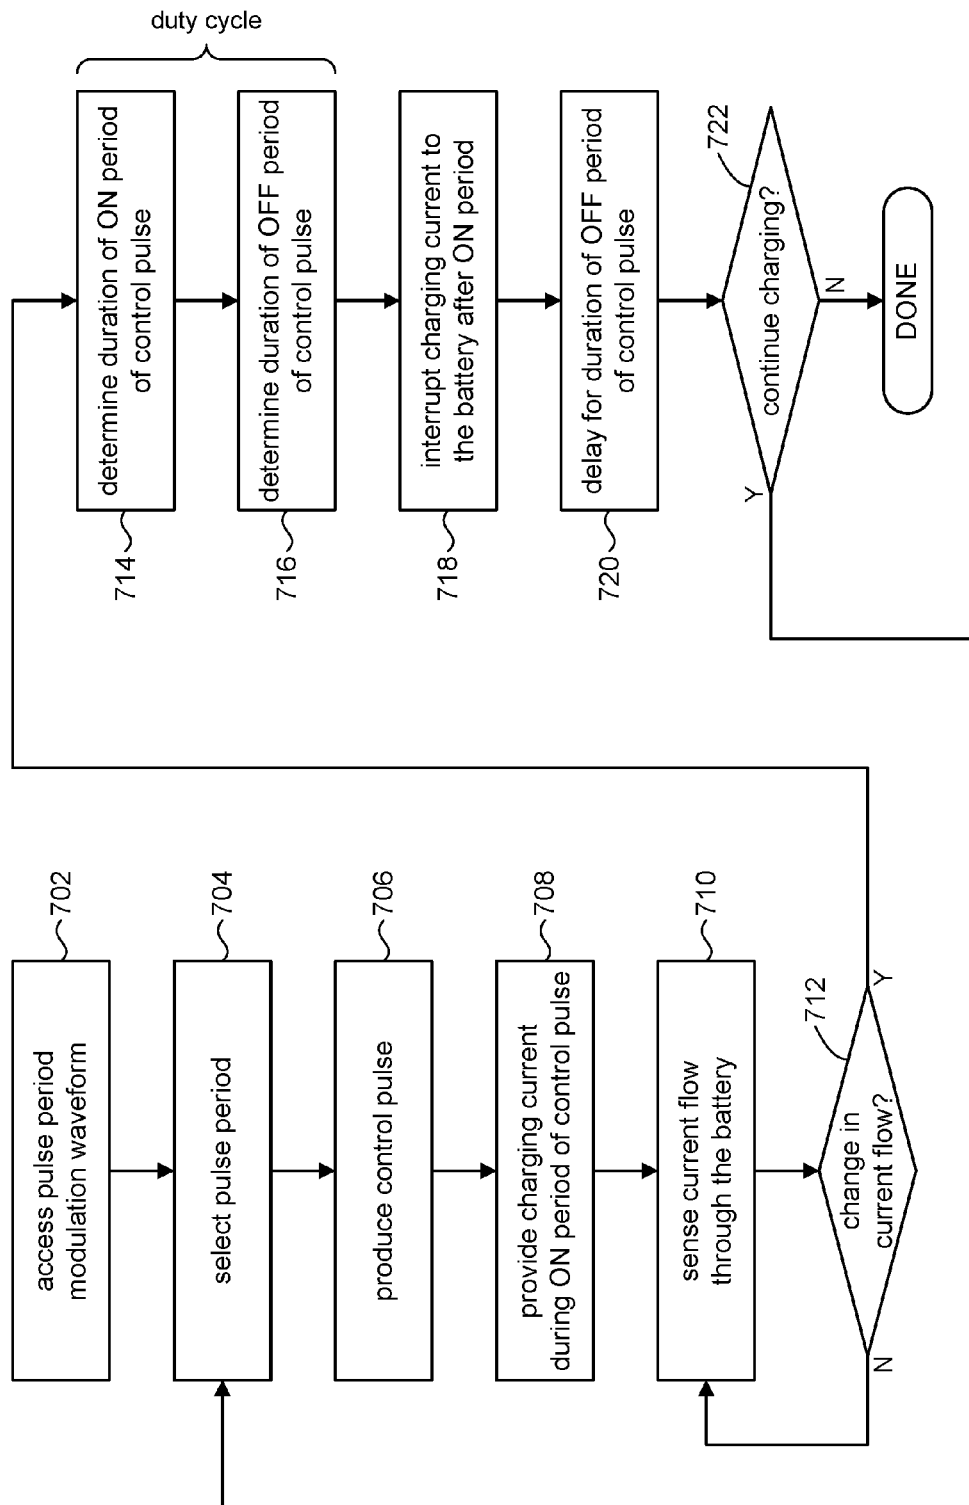 702
access pulse period
modulation waveform
704
select pulse period
706
produce control pulse
708
provide charging current
during ON period of control pulse
710
sense current flow
through the battery
712
change in
current flow?
N
Y
duty cycle
714
determine duration of ON period
of control pulse
716
determine duration of OFF period
of control pulse
718
interrupt charging current to
the battery after ON period
720
delay for duration of OFF period
of control pulse
722
continue charging?
Y
N
DONE